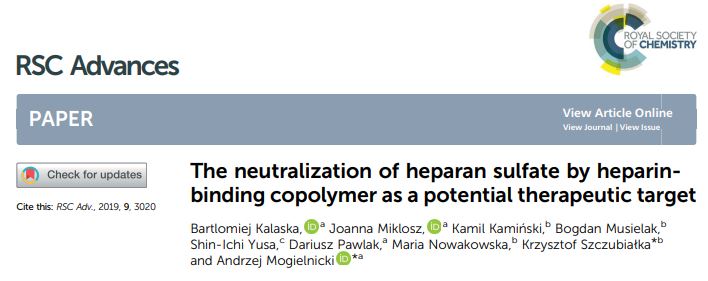 ROYAL SOCIETY
OF CHEMISTRY
RSC Advances
PAPER
View Article Online
View Journal | View Issue
Check for updates
Cite this: RSC Adv., 2019, 9, 3020
The neutralization of heparan sulfate by heparin-
binding copolymer as a potential therapeutic target
Bartlomiej Kalaska, iD a Joanna Miklosz, iD a Kamil Kamiński,b Bogdan Musielak,b
Shin-Ichi Yusa,c Dariusz Pawlak,a Maria Nowakowska,b Krzysztof Szczubiałka*b
and Andrzej Mogielnicki iD *a